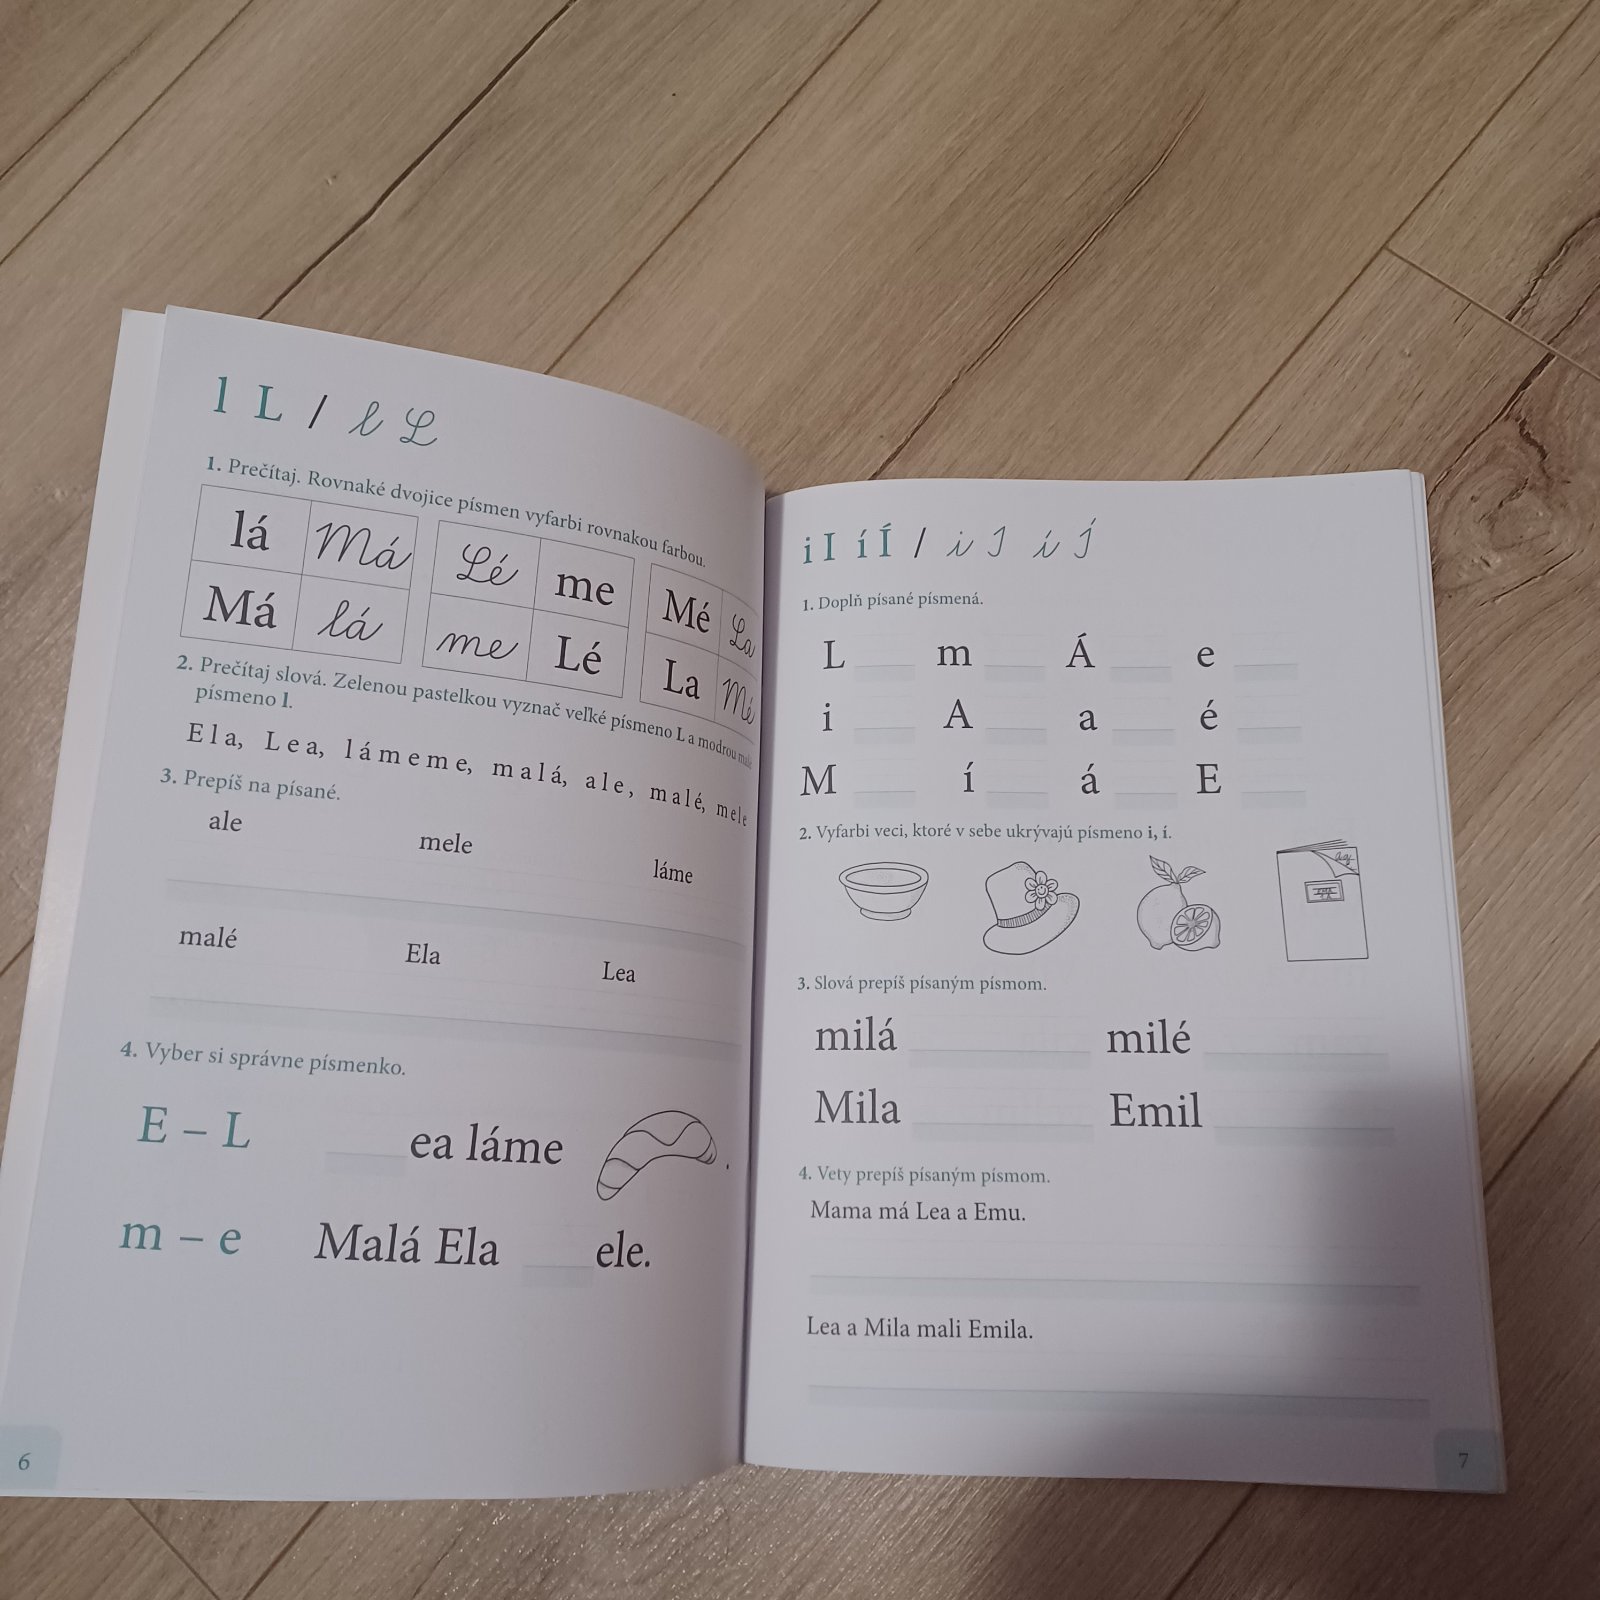 l L / l L
1. Prečítaj. Rovnaké dvojice písmen vyfarbi rovnakou farbou.
lá Má Lé me Mé La
Má lá me Lé La Mé
2. Prečítaj slová. Zelenou pastelkou vyznač veľké písmeno L a modrou malé
písmeno l.
E l a, L e a, l á m e m e, m a l á, a l e, m a l é, m e l e
3. Prepíš na písané.
ale mele láme
malé Ela Lea
4. Vyber si správne písmenko.
E – L ea láme .
m – e Malá Ela ele.
6
i I í Í / i I í Í
1. Doplň písané písmená.
L m Á e
i A a é
M í á E
2. Vyfarbi veci, ktoré v sebe ukrývajú písmeno i, í.
3. Slová prepíš písaným písmom.
milá milé
Mila Emil
4. Vety prepíš písaným písmom.
Mama má Lea a Emu.
Lea a Mila mali Emila.
7